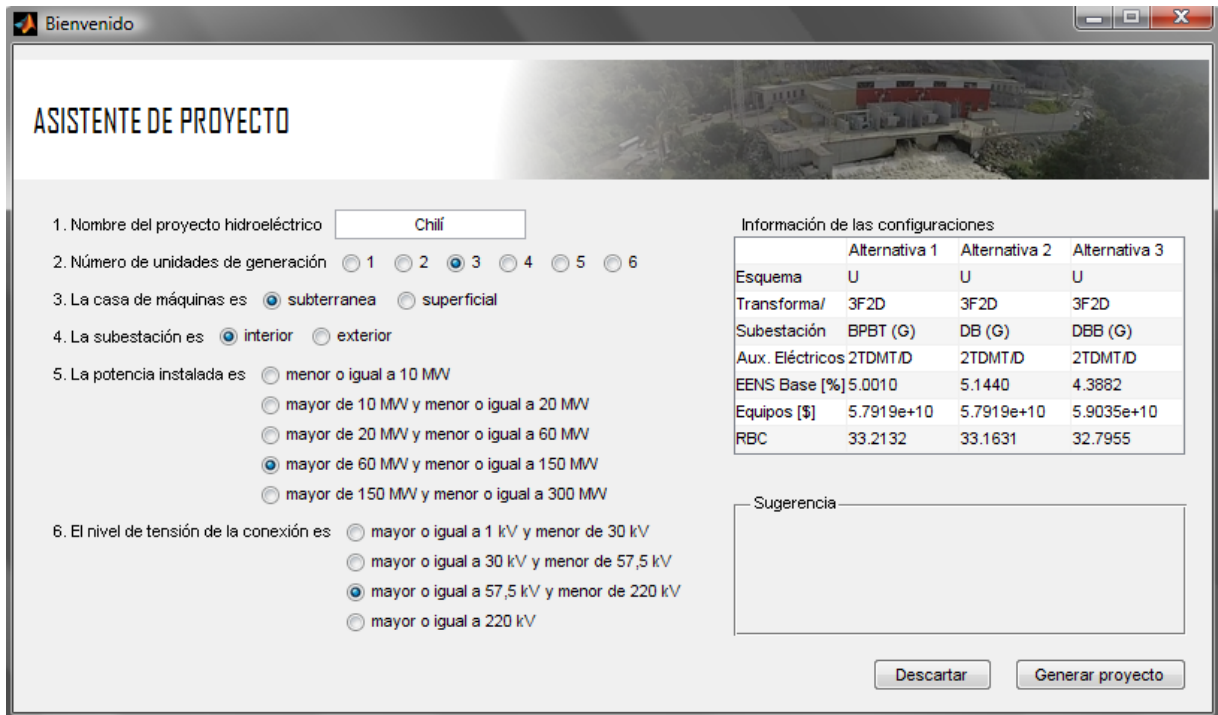 Bienvenido
ASISTENTE DE PROYECTO
1. Nombre del proyecto hidroeléctrico Chilí
2. Número de unidades de generación 1 2 3 4 5 6
3. La casa de máquinas es subterranea superficial
4. La subestación es interior exterior
5. La potencia instalada es menor o igual a 10 MW
mayor de 10 MW y menor o igual a 20 MW
mayor de 20 MW y menor o igual a 60 MW
mayor de 60 MW y menor o igual a 150 MW
mayor de 150 MW y menor o igual a 300 MW
6. El nivel de tensión de la conexión es mayor o igual a 1 kV y menor de 30 kV
mayor o igual a 30 kV y menor de 57,5 kV
mayor o igual a 57,5 kV y menor de 220 kV
mayor o igual a 220 kV
Información de las configuraciones
Alternativa 1 Alternativa 2 Alternativa 3
Esquema U U U
Transforma/ 3F2D 3F2D 3F2D
Subestación BPBT (G) DB (G) DBB (G)
Aux. Eléctricos 2TDMT/D 2TDMT/D 2TDMT/D
EENS Base [%] 5.0010 5.1440 4.3882
Equipos [$] 5.7919e+10 5.7919e+10 5.9035e+10
RBC 33.2132 33.1631 32.7955
Sugerencia
Descartar Generar proyecto